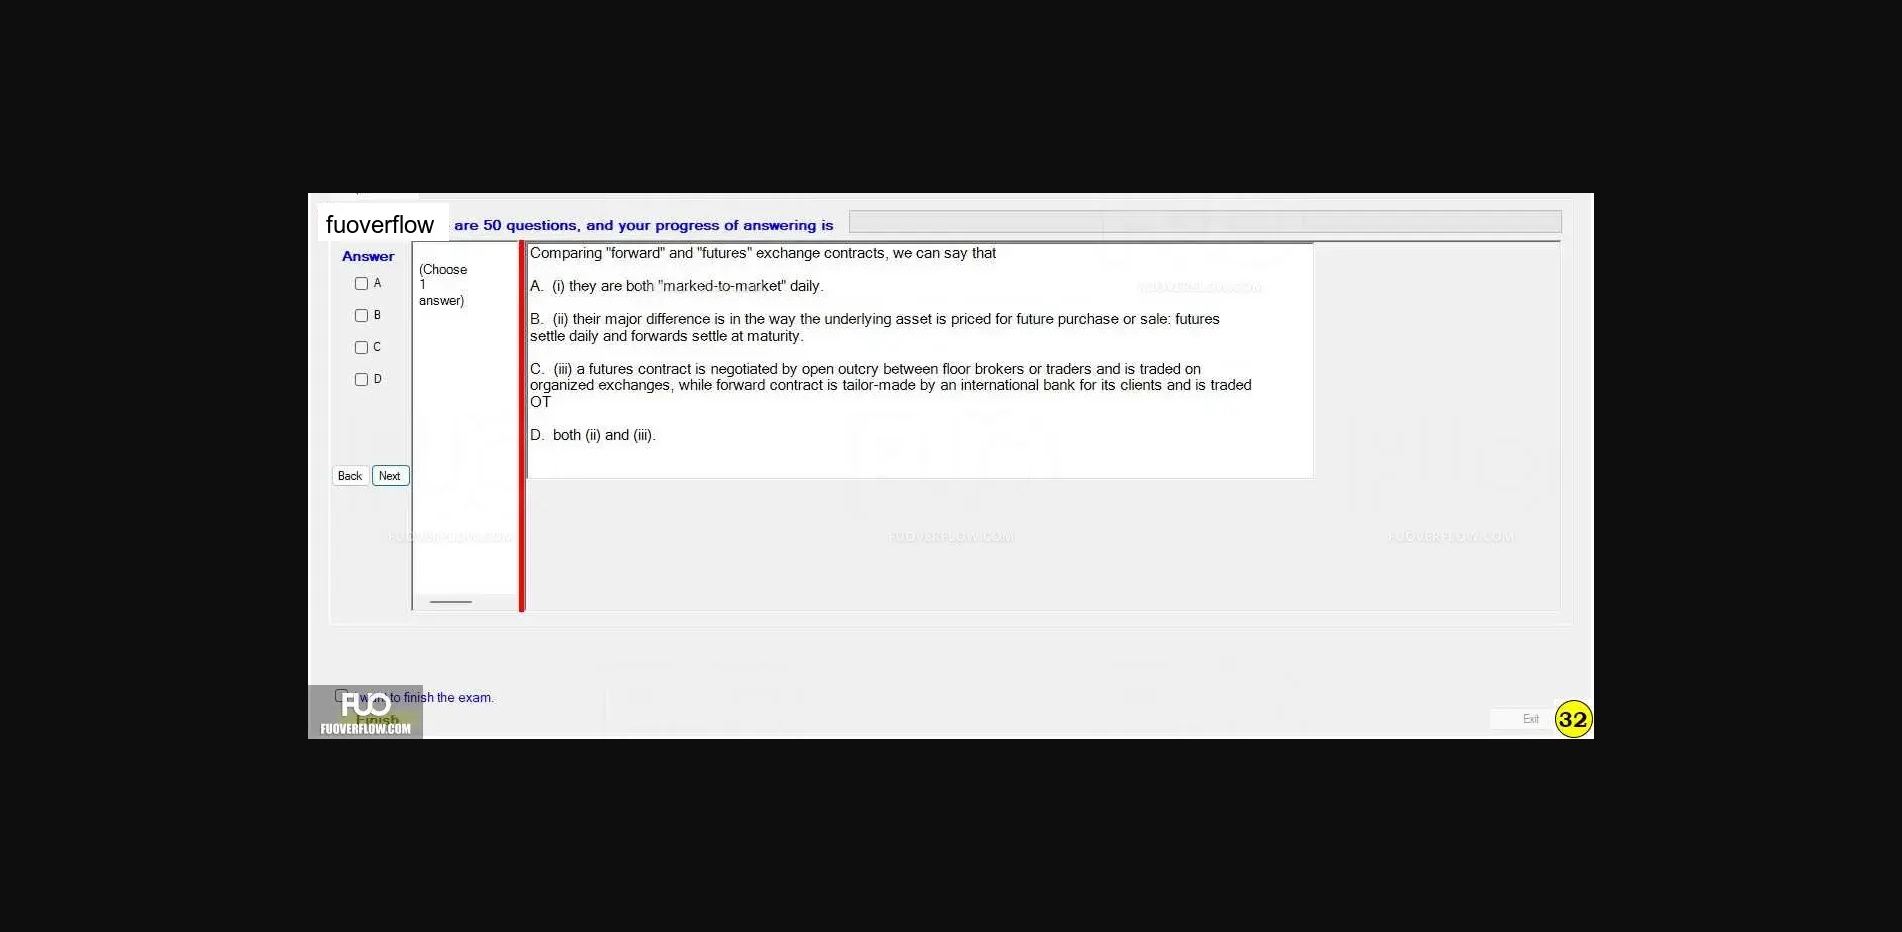 fuoverflow are 50 questions, and your progress of answering is
Answer
A
B
C
D
Back Next
(Choose
1
answer)
Comparing "forward" and "futures" exchange contracts, we can say that
A. (i) they are both "marked-to-market" daily.
B. (ii) their major difference is in the way the underlying asset is priced for future purchase or sale: futures
settle daily and forwards settle at maturity.
C. (iii) a futures contract is negotiated by open outcry between floor brokers or traders and is traded on
organized exchanges, while forward contract is tailor-made by an international bank for its clients and is traded
OT
D. both (ii) and (iii).
FUOVERFLOW.COM
FUOVERFLOW.COM FUOVERFLOW.COM FUOVERFLOW.COM
want to finish the exam.
FUO
Finish
FUOVERFLOW.COM
Exit 32